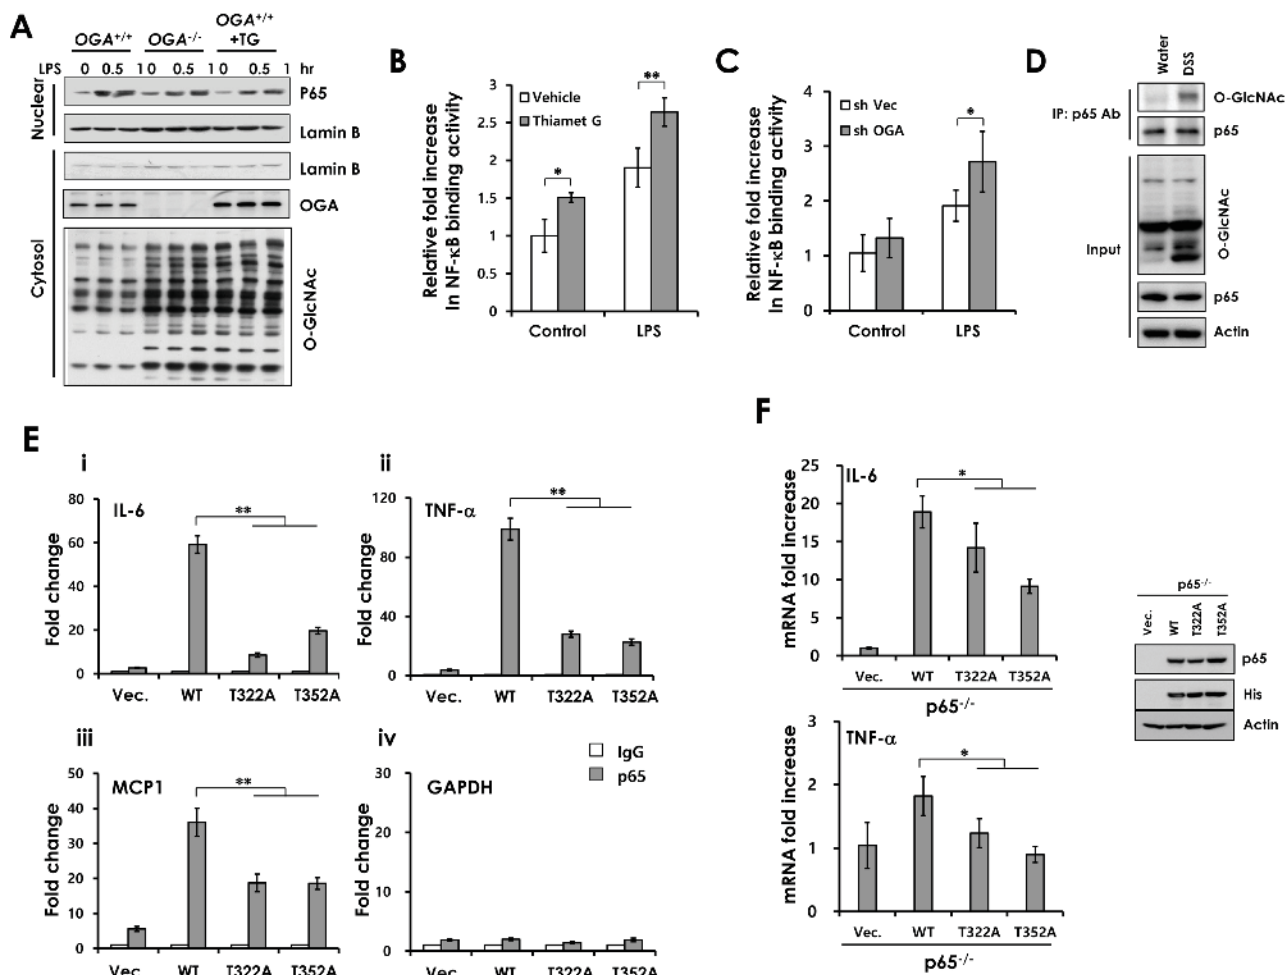 A
OGA+/+ OGA-/- OGA+/+
+TG
LPS 0 0.5 1 0 0.5 1 0 0.5 1 hr
Nuclear
P65
Lamin B
Cytosol
Lamin B
OGA
O-GlcNAc
B
Relative fold increase
In NF-κB binding activity
3
2.5
2
1.5
1
0.5
0
Vehicle
Thiamet G
*
**
Control LPS
C
Relative fold increase
In NF-κB binding activity
4
3
2
1
0
sh Vec
sh OGA
*
Control LPS
D
Water DSS
IP: p65 Ab
O-GlcNAc
p65
Input
O-GlcNAc
p65
Actin
E
i
IL-6
Fold change
80
60
40
20
0
**
Vec. WT T322A T352A
ii
TNF-α
Fold change
120
80
40
0
**
Vec. WT T322A T352A
iii
MCP1
Fold change
50
40
30
20
10
0
**
Vec. WT T322A T352A
iv
GAPDH
Fold change
30
20
10
0
IgG
p65
Vec. WT T322A T352A
F
IL-6
mRNA fold increase
25
20
15
10
5
0
*
Vec. WT T322A T352A
p65-/-
TNF-α
mRNA fold increase
3
2
1
0
*
Vec. WT T322A T352A
p65-/-
p65-/-
Vec. WT T322A T352A
p65
His
Actin